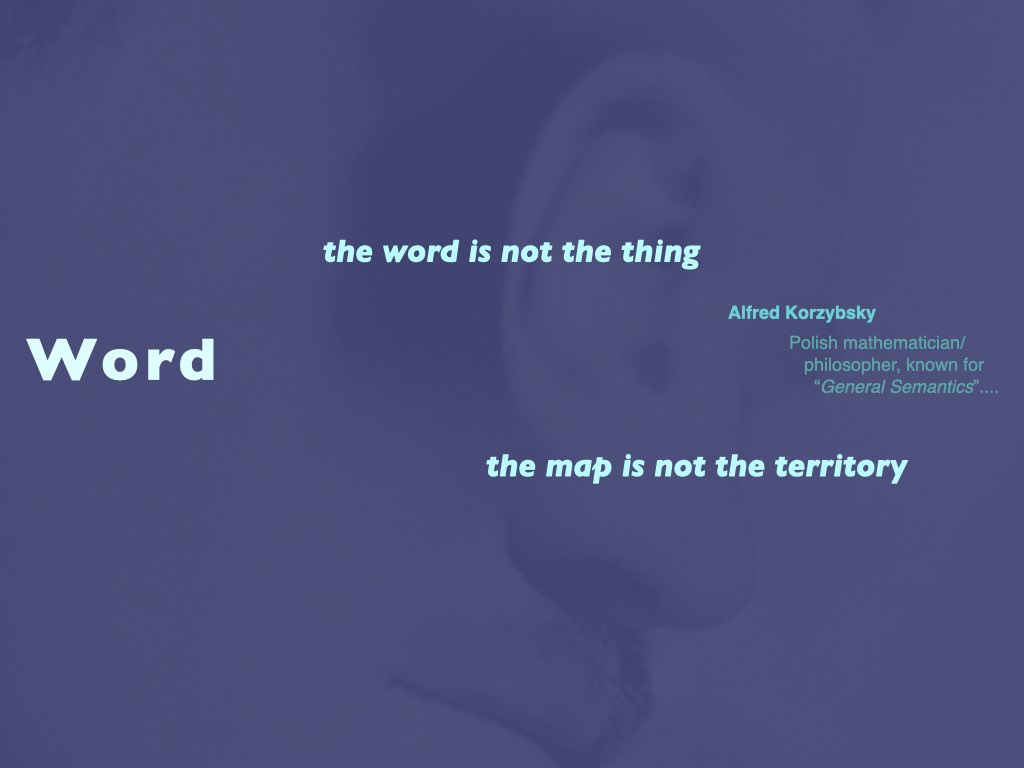 the word is not the thing
Alfred Korzybsky
Polish mathematician/
philosopher, known for
“General Semantics”....
Word
the map is not the territory